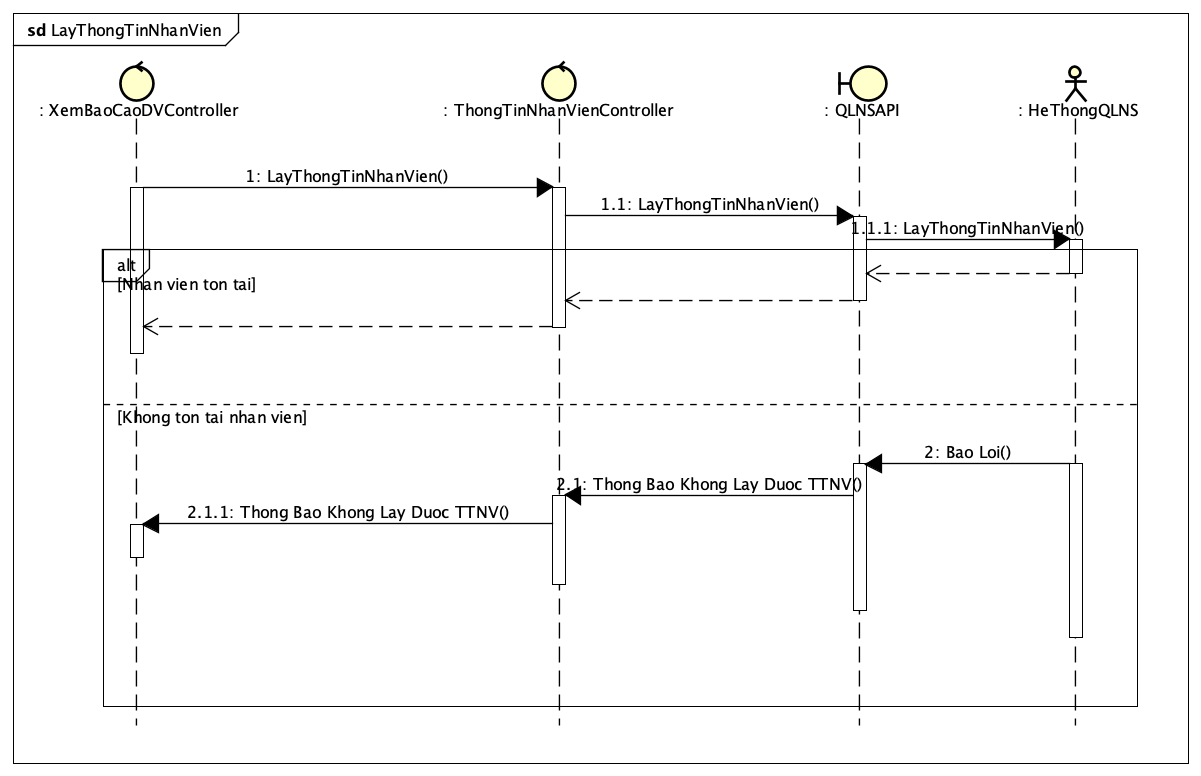 sd LayThongTinNhanVien
: XemBaoCaoDVController
: ThongTinNhanVienController
: QLNSAPI
: HeThongQLNS
1: LayThongTinNhanVien()
1.1: LayThongTinNhanVien()
1.1.1: LayThongTinNhanVien()
alt
[Nhan vien ton tai]
[Khong ton tai nhan vien]
2: Bao Loi()
2.1: Thong Bao Khong Lay Duoc TTNV()
2.1.1: Thong Bao Khong Lay Duoc TTNV()